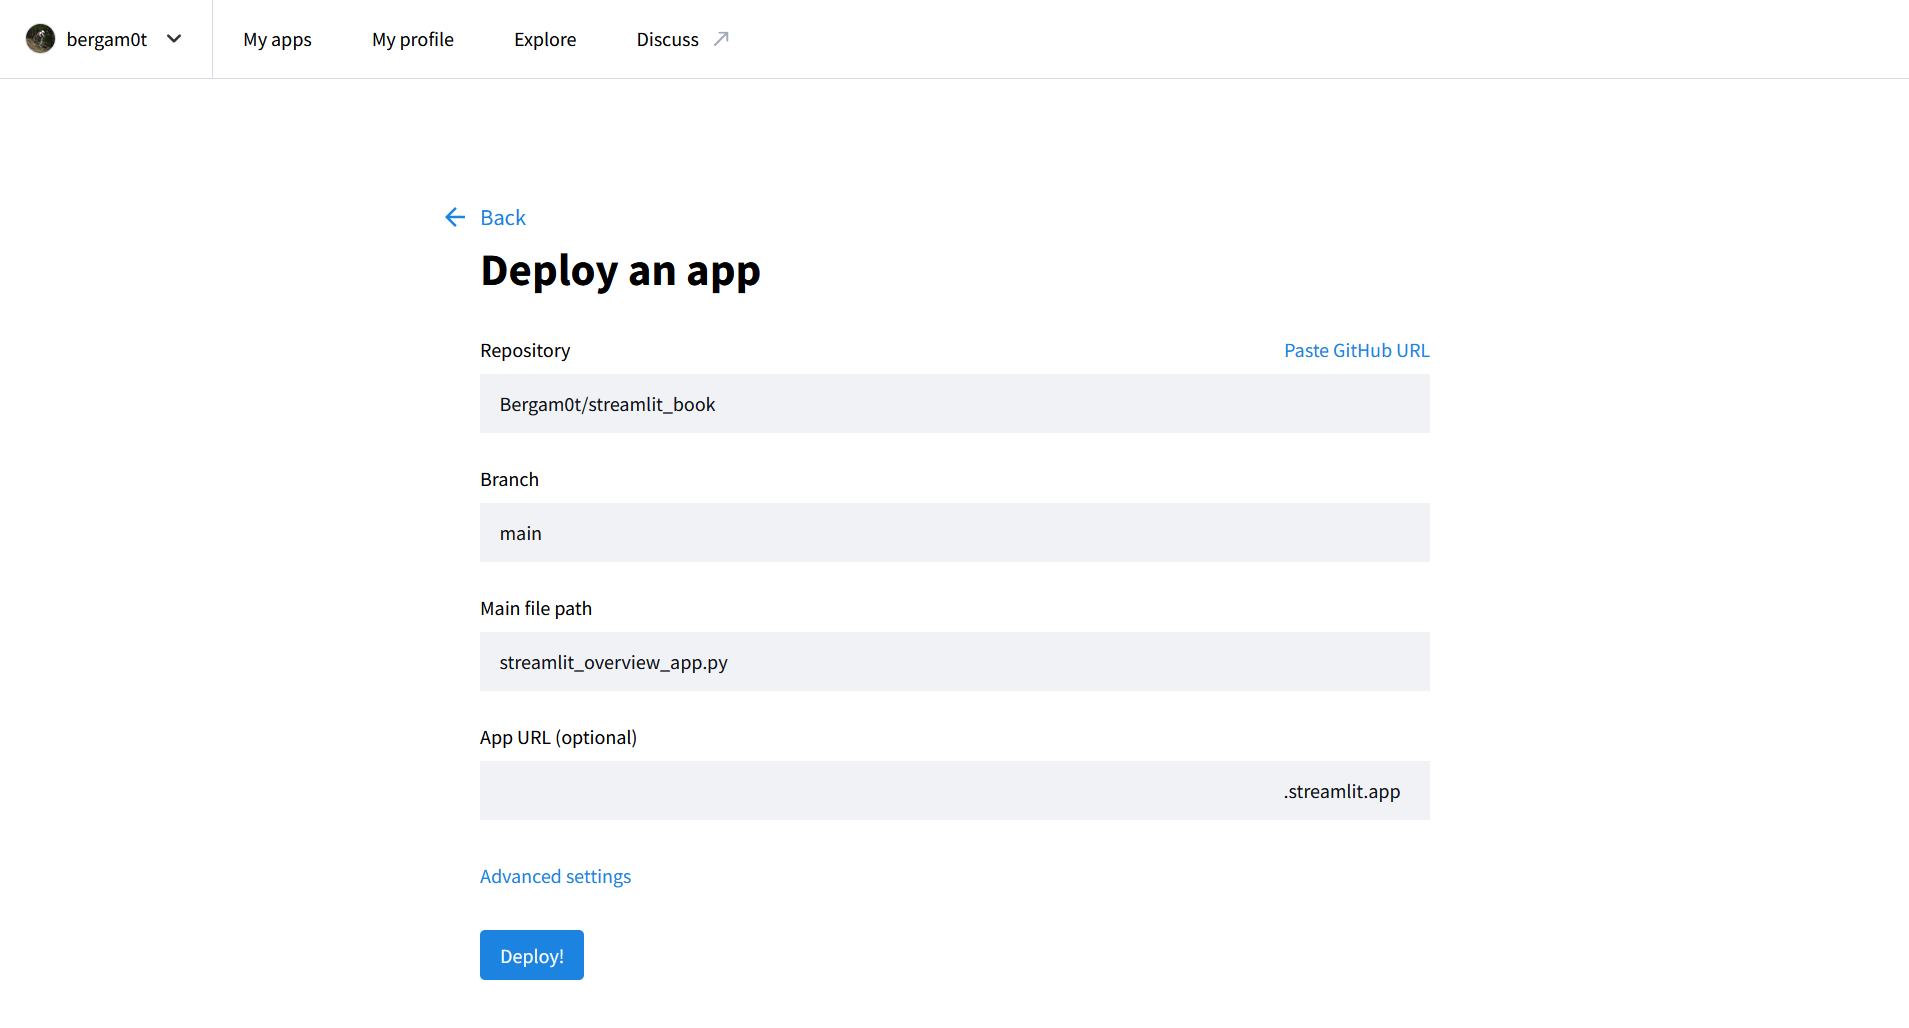 bergam0t My apps My profile Explore Discuss
Back
Deploy an app
Repository Paste GitHub URL
Bergam0t/streamlit_book
Branch
main
Main file path
streamlit_overview_app.py
App URL (optional)
.streamlit.app
Advanced settings
Deploy!